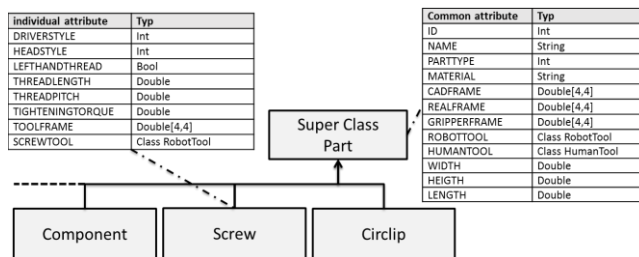 individual attribute Typ
DRIVERSTYLE Int
HEADSTYLE Int
LEFTHANDTHREAD Bool
THREADLENGTH Double
THREADPITCH Double
TIGHTENINGTORQUE Double
TOOLFRAME Double[4,4]
SCREWTOOL Class RobotTool
Common attribute Typ
ID Int
NAME String
PARTTYPE Int
MATERIAL String
CADFRAME Double[4,4]
REALFRAME Double[4,4]
GRIPPERFRAME Double[4,4]
ROBOTTOOL Class RobotTool
HUMANTOOL Class HumanTool
WIDTH Double
HEIGTH Double
LENGTH Double
Super Class
Part
Component
Screw
Circlip